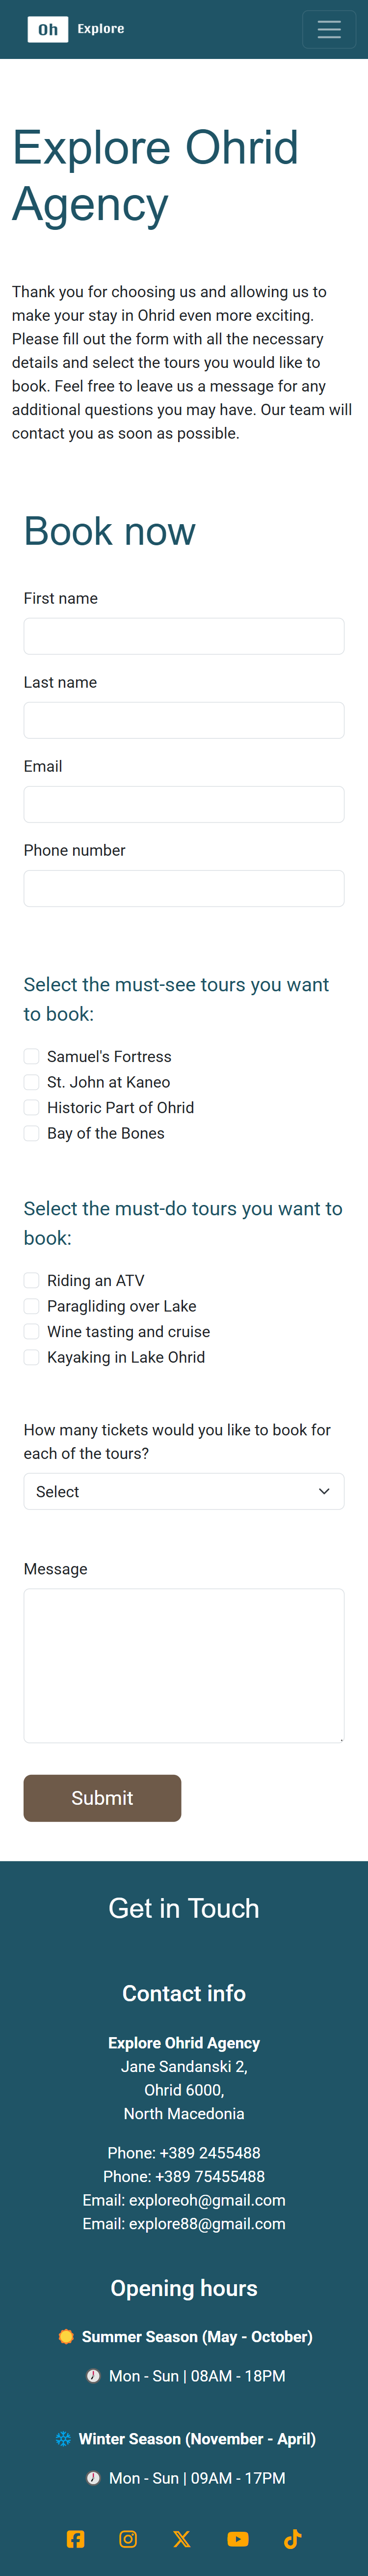 Oh Explore
Explore Ohrid
Agency
Thank you for choosing us and allowing us to
make your stay in Ohrid even more exciting.
Please fill out the form with all the necessary
details and select the tours you would like to
book. Feel free to leave us a message for any
additional questions you may have. Our team will
contact you as soon as possible.
Book now
First name
Last name
Email
Phone number
Select the must-see tours you want
to book:
Samuel's Fortress
St. John at Kaneo
Historic Part of Ohrid
Bay of the Bones
Select the must-do tours you want to
book:
Riding an ATV
Paragliding over Lake
Wine tasting and cruise
Kayaking in Lake Ohrid
How many tickets would you like to book for
each of the tours?
Select
Message
Submit
Get in Touch
Contact info
Explore Ohrid Agency
Jane Sandanski 2,
Ohrid 6000,
North Macedonia
Phone: +389 2455488
Phone: +389 75455488
Email: exploreoh@gmail.com
Email: explore88@gmail.com
Opening hours
Summer Season (May - October)
Mon - Sun | 08AM - 18PM
Winter Season (November - April)
Mon - Sun | 09AM - 17PM